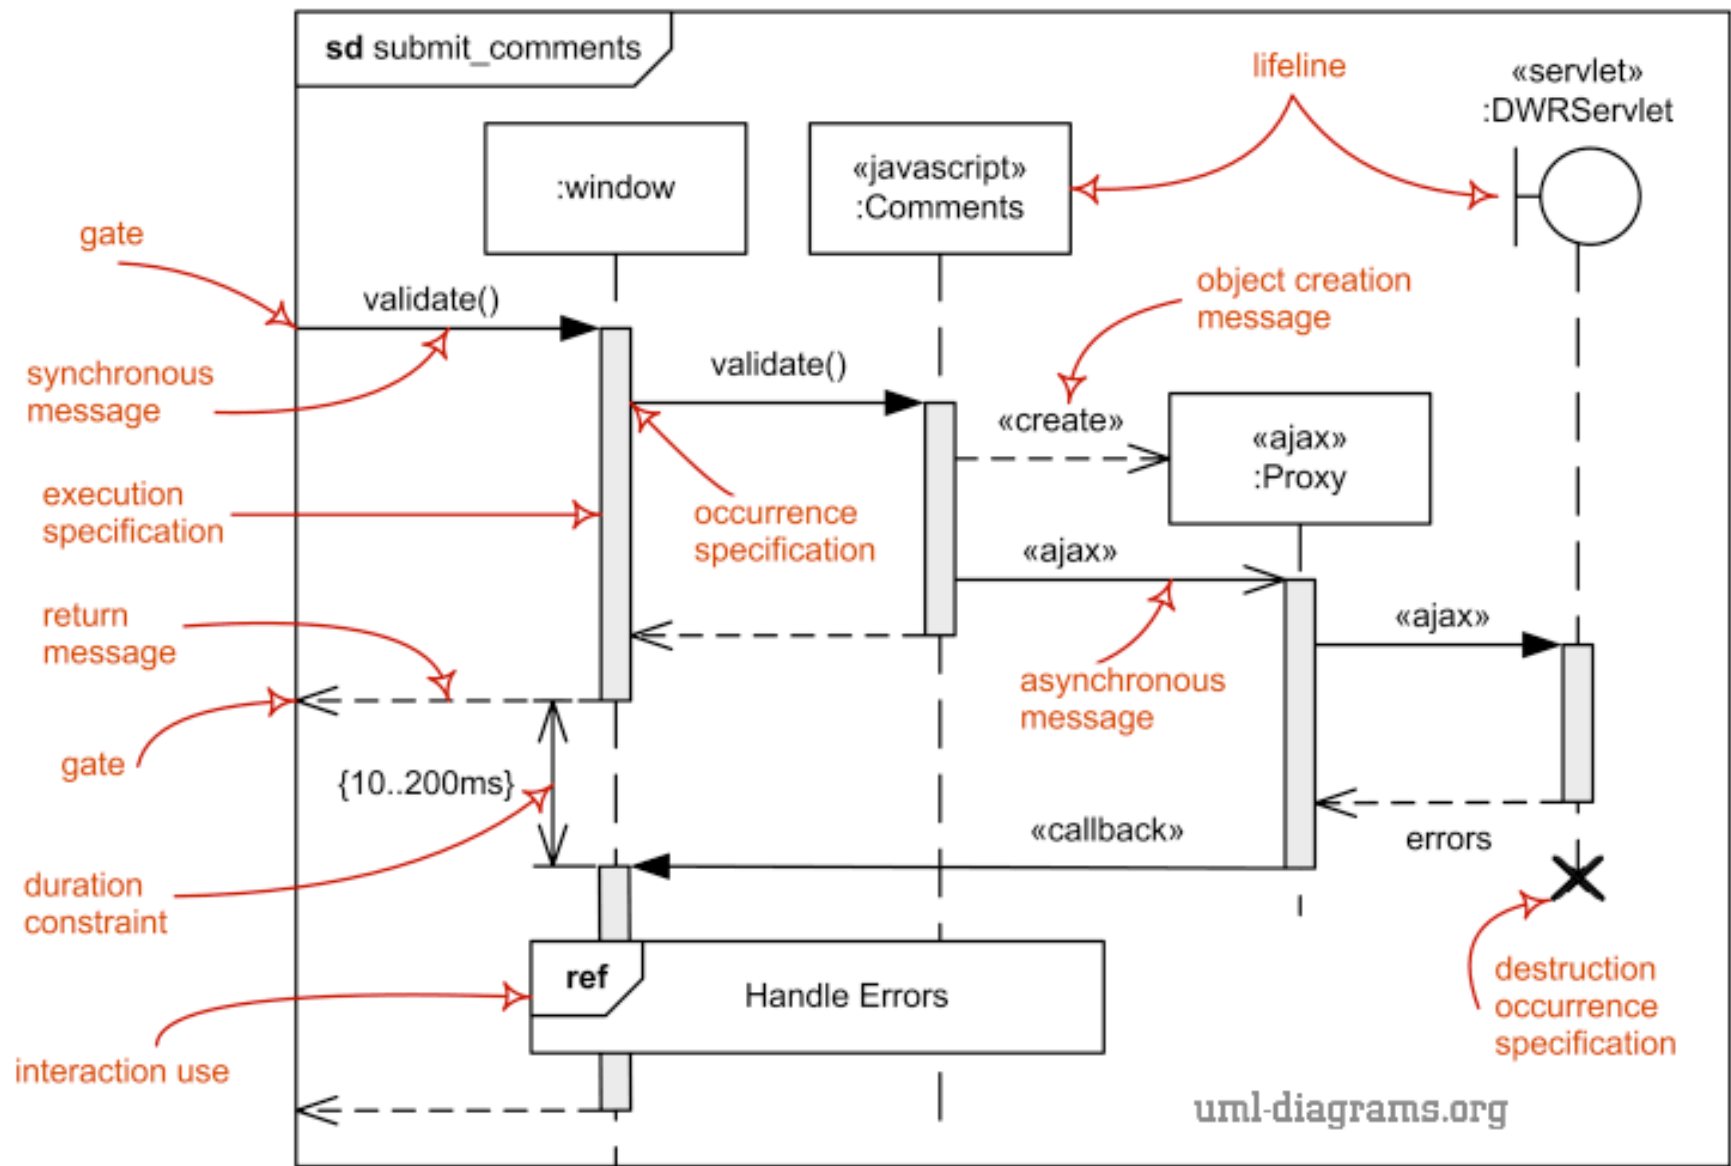 sd submit_comments
lifeline
«servlet»
:DWRServlet
:window
«javascript»
:Comments
gate
validate()
object creation
message
synchronous
message
validate()
«create»
«ajax»
:Proxy
execution
specification
occurrence
specification
«ajax»
return
message
«ajax»
asynchronous
message
gate
{10..200ms}
«callback»
errors
duration
constraint
ref
Handle Errors
destruction
occurrence
specification
interaction use
uml-diagrams.org